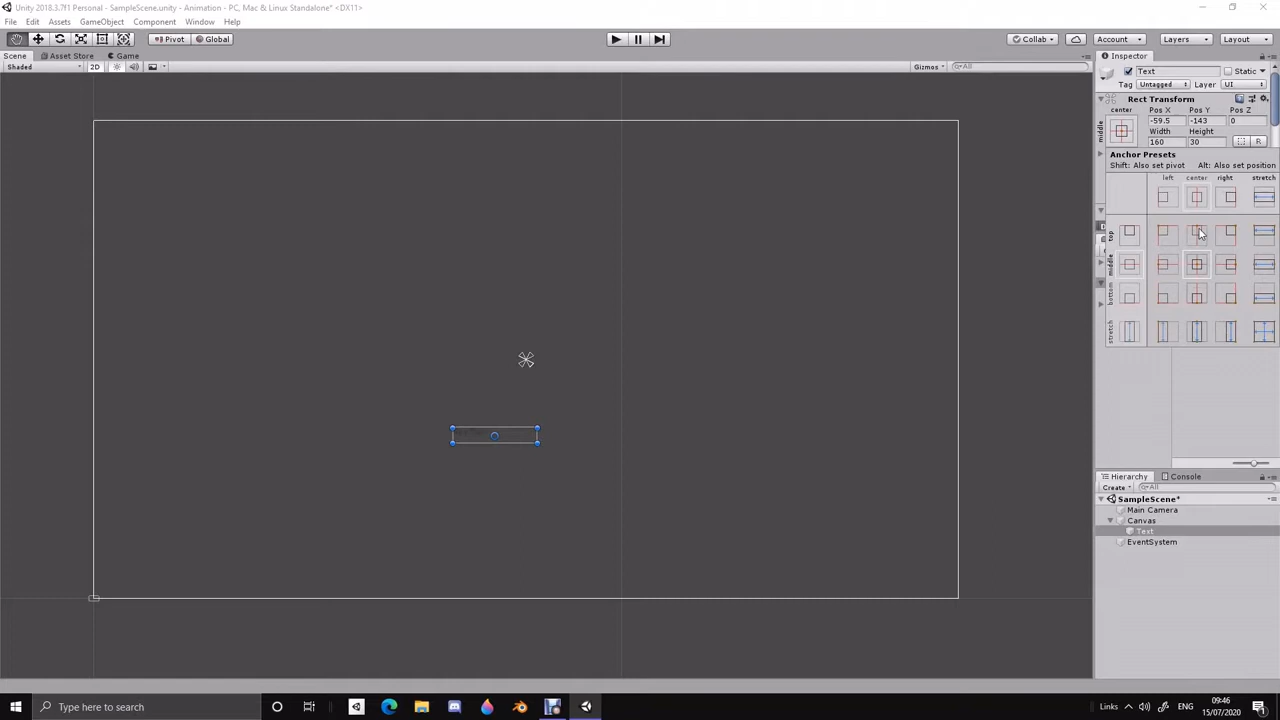 Unity 2018.3.7f1 Personal - SampleScene.unity - Animation - PC, Mac & Linux Standalone* <DX11>
File Edit Assets GameObject Component Window Help
Pivot Global Collab Account Layers Layout
Scene Asset Store Game Inspector
Shaded 2D Gizmos All
Text Static
Tag Untagged Layer UI
Rect Transform
center Pos X Pos Y Pos Z
middle -59.5 -143 0
Width Height
160 30 R
Anchor Presets
Shift: Also set pivot Alt: Also set position
left center right stretch
top
middle
bottom
stretch
Hierarchy Console
Create All
SampleScene*
Main Camera
Canvas
Text
EventSystem
Type here to search
Links ENG 09:46
15/07/2020